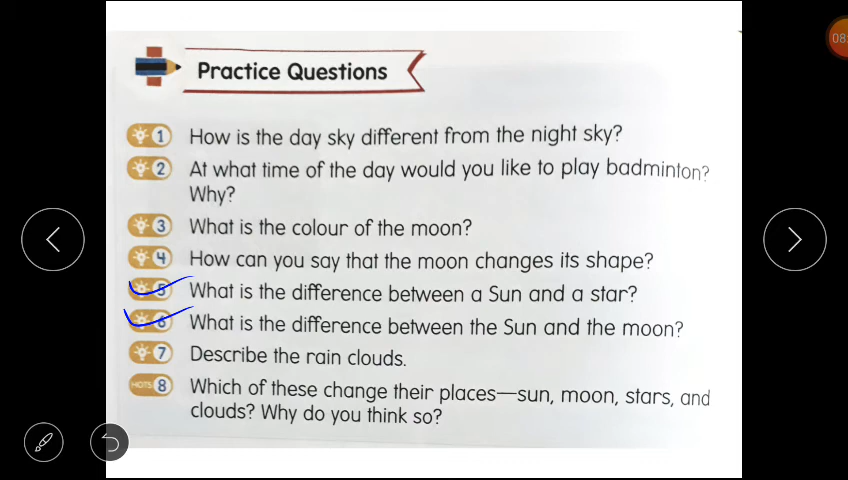 08:
Practice Questions
1 How is the day sky different from the night sky?
2 At what time of the day would you like to play badminton?
Why?
3 What is the colour of the moon?
4 How can you say that the moon changes its shape?
5 What is the difference between a Sun and a star?
6 What is the difference between the Sun and the moon?
7 Describe the rain clouds.
HOTS 8 Which of these change their places—sun, moon, stars, and
clouds? Why do you think so?